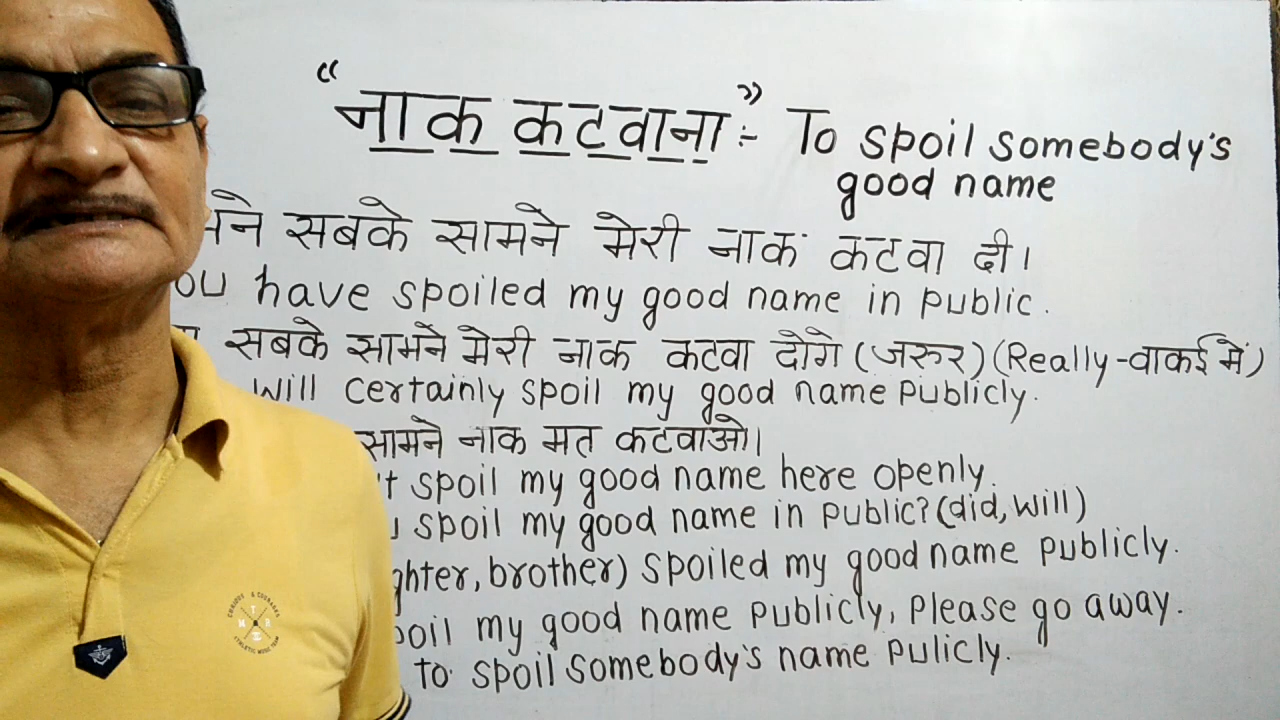 "नाक कटवाना":- To spoil somebody's
good name
सबके सामने मेरी नाक कटवा दी।
have spoiled my good name in public.
सबके सामने मेरी नाक कटवा दोगे (जरुर) (Really-वाकई में)
will certainly spoil my good name publicly.
सामने नाक मत कटवाओ।
spoil my good name here openly.
spoil my good name in public? (did, will)
brother) spoiled my good name publicly.
my good name publicly, please go away.
to spoil somebody's name pulicly.